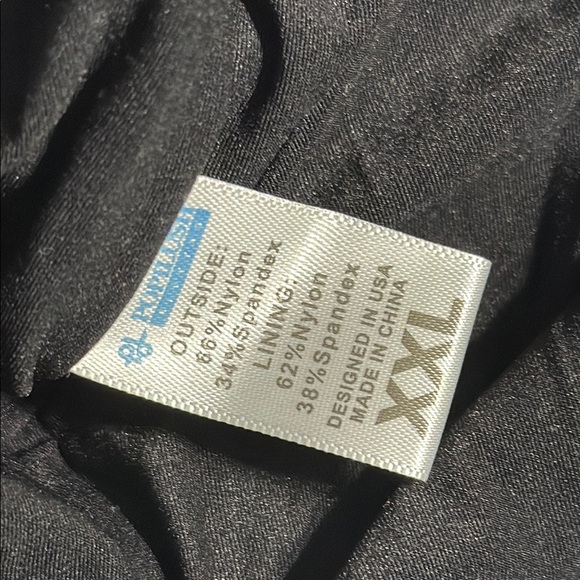 OUTSIDE:
66%Nylon
34%Spandex
LINING:
62%Nylon
38%Spandex
DESIGNED IN USA
MADE IN CHINA
XXL